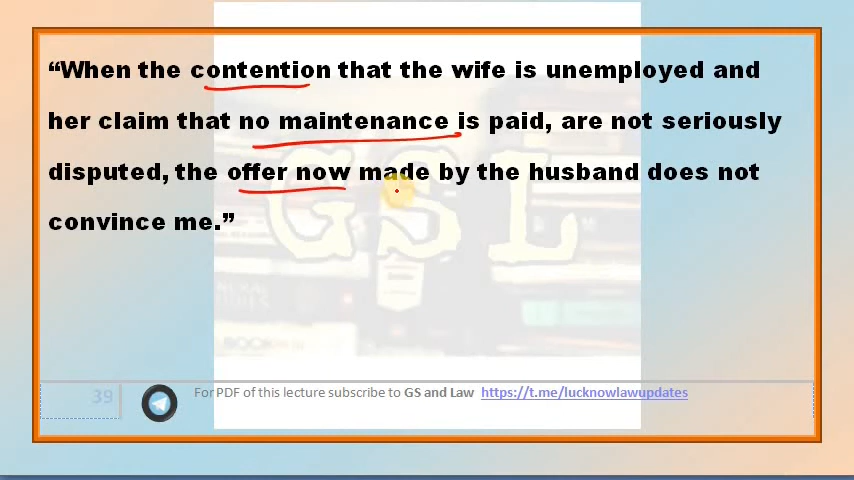 “When the contention that the wife is unemployed and
her claim that no maintenance is paid, are not seriously
disputed, the offer now made by the husband does not
convince me.”
GSL
39
For PDF of this lecture subscribe to GS and Law https://t.me/lucknowlawupdates